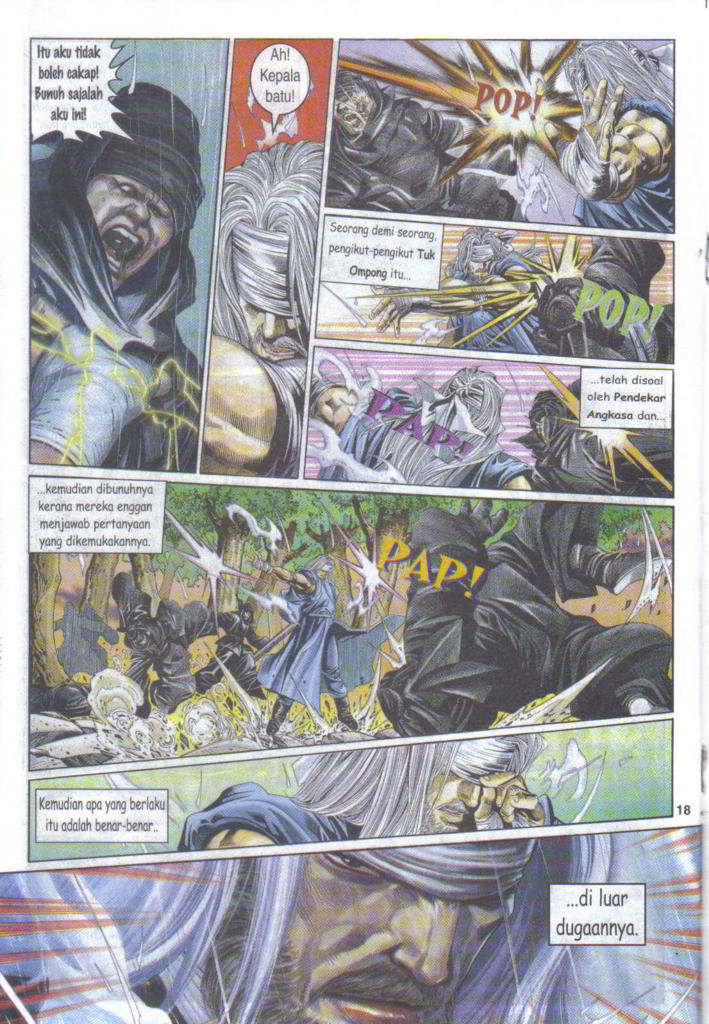 Itu aku tidak
boleh cakap!
Bunuh sajalah
aku ini!
Ah!
Kepala
batu!
POP!
Seorang demi seorang,
pengikut-pengikut Tuk
Ompong itu...
POP!
...telah disoal
oleh Pendekar
Angkasa dan...
PAP!
...kemudian dibunuhnya
kerana mereka enggan
menjawab pertanyaan
yang dikemukakannya.
PAP!
Kemudian apa yang berlaku
itu adalah benar-benar..
18
...di luar
dugaannya.